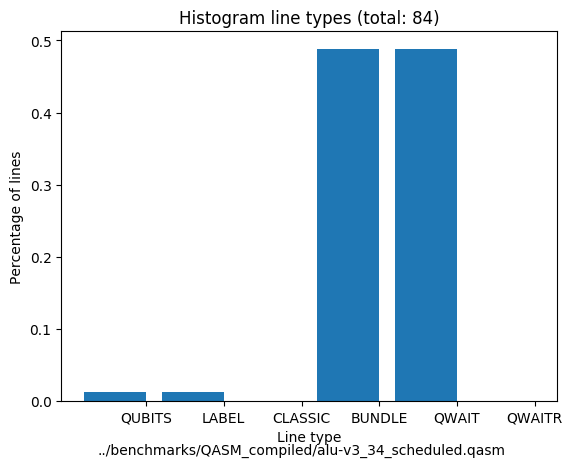 Histogram line types (total: 84)
Percentage of lines
0.5
0.4
0.3
0.2
0.1
0.0
QUBITS LABEL CLASSIC BUNDLE QWAIT QWAITR
Line type
../benchmarks/QASM_compiled/alu-v3_34_scheduled.qasm